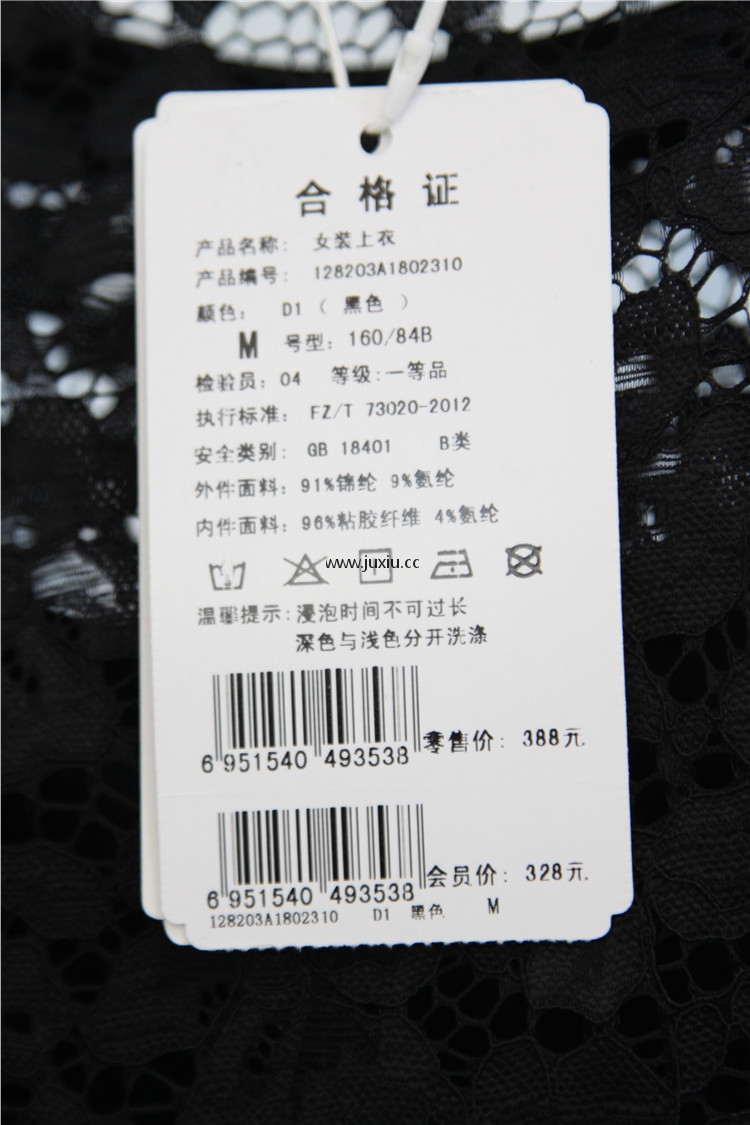 合格证
产品名称: 女装上衣
产品编号: 128203A1802310
颜色: D1 ( 黑色 )
M 号型: 160/84B
检验员: 04 等级:一等品
执行标准: FZ/T 73020-2012
安全类别: GB 18401 B类
外件面料: 91%锦纶 9%氨纶
内件面料: 96%粘胶纤维 4%氨纶
www.juxiu.cc
温馨提示:浸泡时间不可过长
深色与浅色分开洗涤
6 951540 493538 零售价: 388元
6 951540 493538 会员价: 328元
128203A1802310 D1 黑色 M